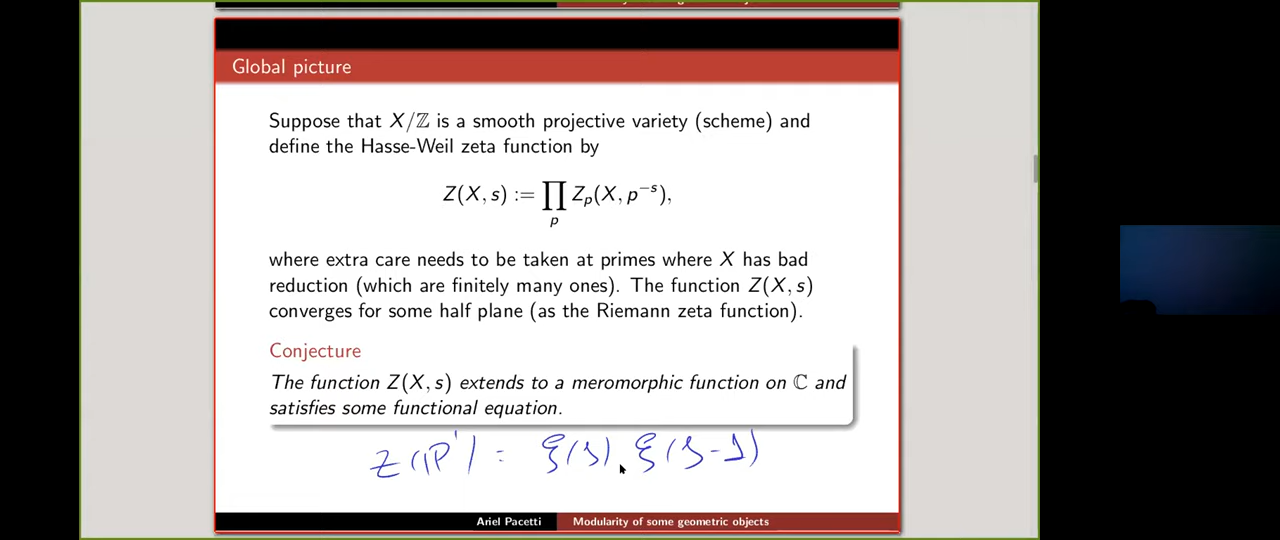 Global picture
Suppose that X/ℤ is a smooth projective variety (scheme) and
define the Hasse-Weil zeta function by
Z(X, s) := ∏_p Z_p(X, p^{−s}),
where extra care needs to be taken at primes where X has bad
reduction (which are finitely many ones). The function Z(X, s)
converges for some half plane (as the Riemann zeta function).
Conjecture
The function Z(X, s) extends to a meromorphic function on ℂ and
satisfies some functional equation.
Z(ℙ¹) = ξ(s) . ξ(s-1)
Ariel Pacetti Modularity of some geometric objects